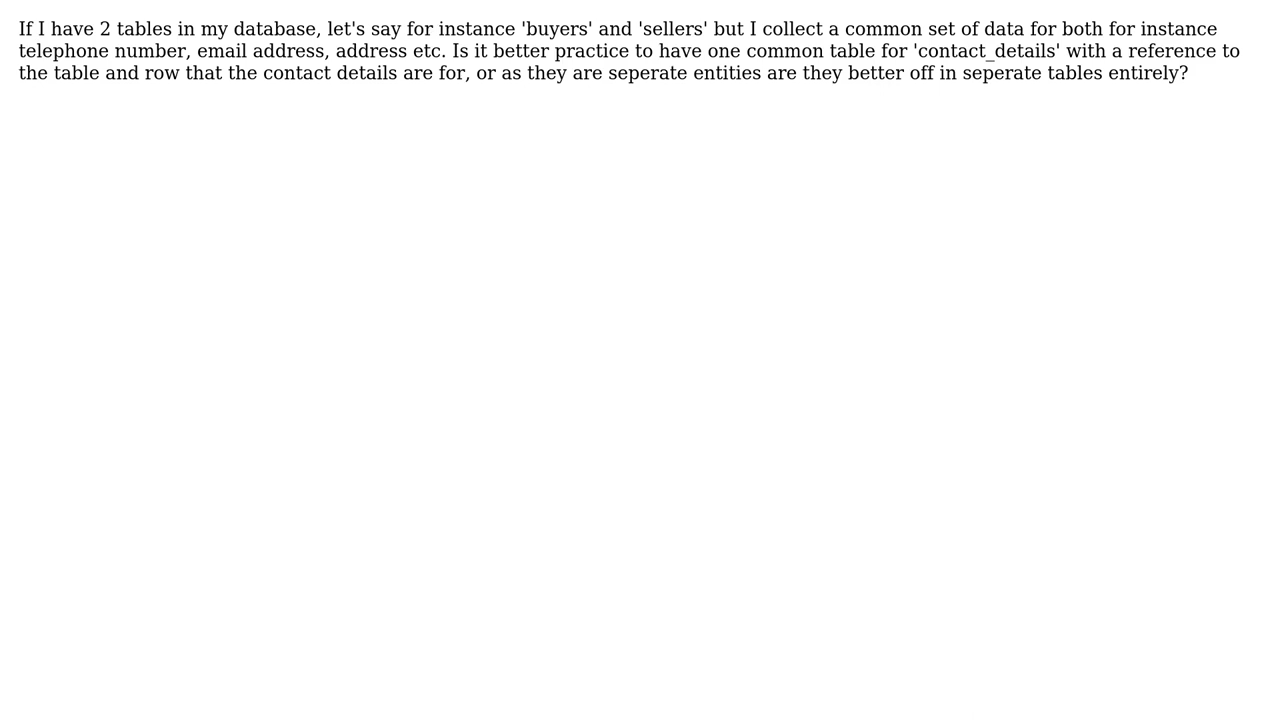 If I have 2 tables in my database, let's say for instance 'buyers' and 'sellers' but I collect a common set of data for both for instance
telephone number, email address, address etc. Is it better practice to have one common table for 'contact_details' with a reference to
the table and row that the contact details are for, or as they are seperate entities are they better off in seperate tables entirely?